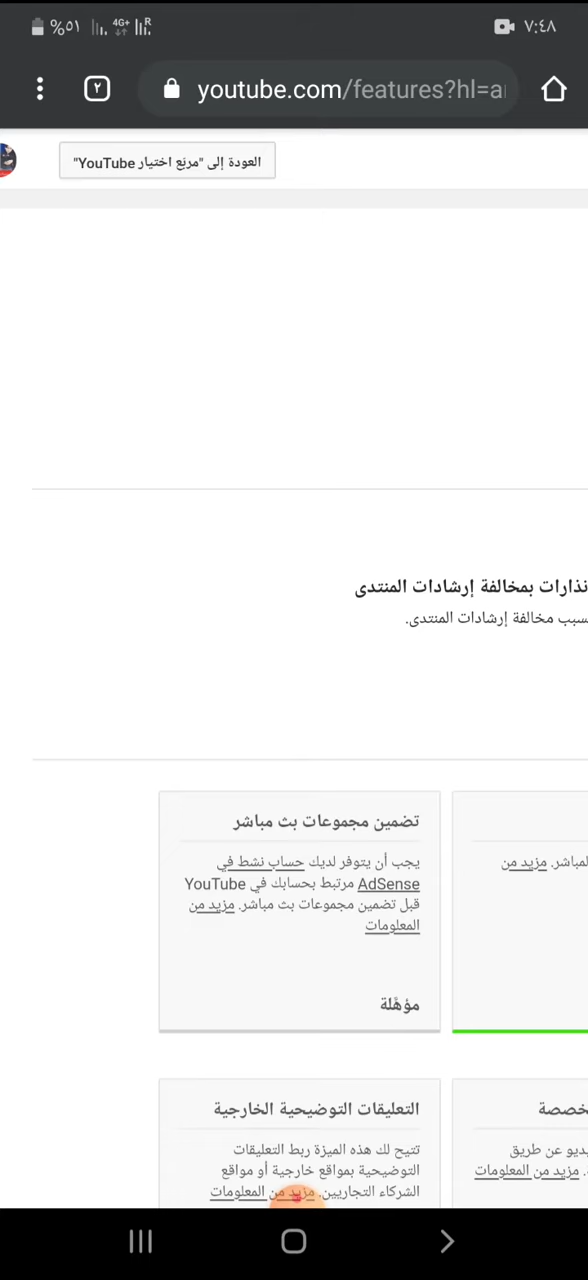 %٥١ 4G+ R ٧:٤٨
٢ youtube.com/features?hl=a
العودة إلى "مربّع اختيار YouTube"
نذارات بمخالفة إرشادات المنتدى
سبب مخالفة إرشادات المنتدى.
تضمين مجموعات بث مباشر
يجب أن يتوفر لديك حساب نشط في
AdSense مرتبط بحسابك في YouTube
قبل تضمين مجموعات بث مباشر. مزيد من
المعلومات
مؤهَّلة
لمباشر. مزيد من
التعليقات التوضيحية الخارجية
تتيح لك هذه الميزة ربط التعليقات
التوضيحية بمواقع خارجية أو مواقع
الشركاء التجاريين. مزيد من المعلومات
خصصة
يديو عن طريق
. مزيد من المعلومات